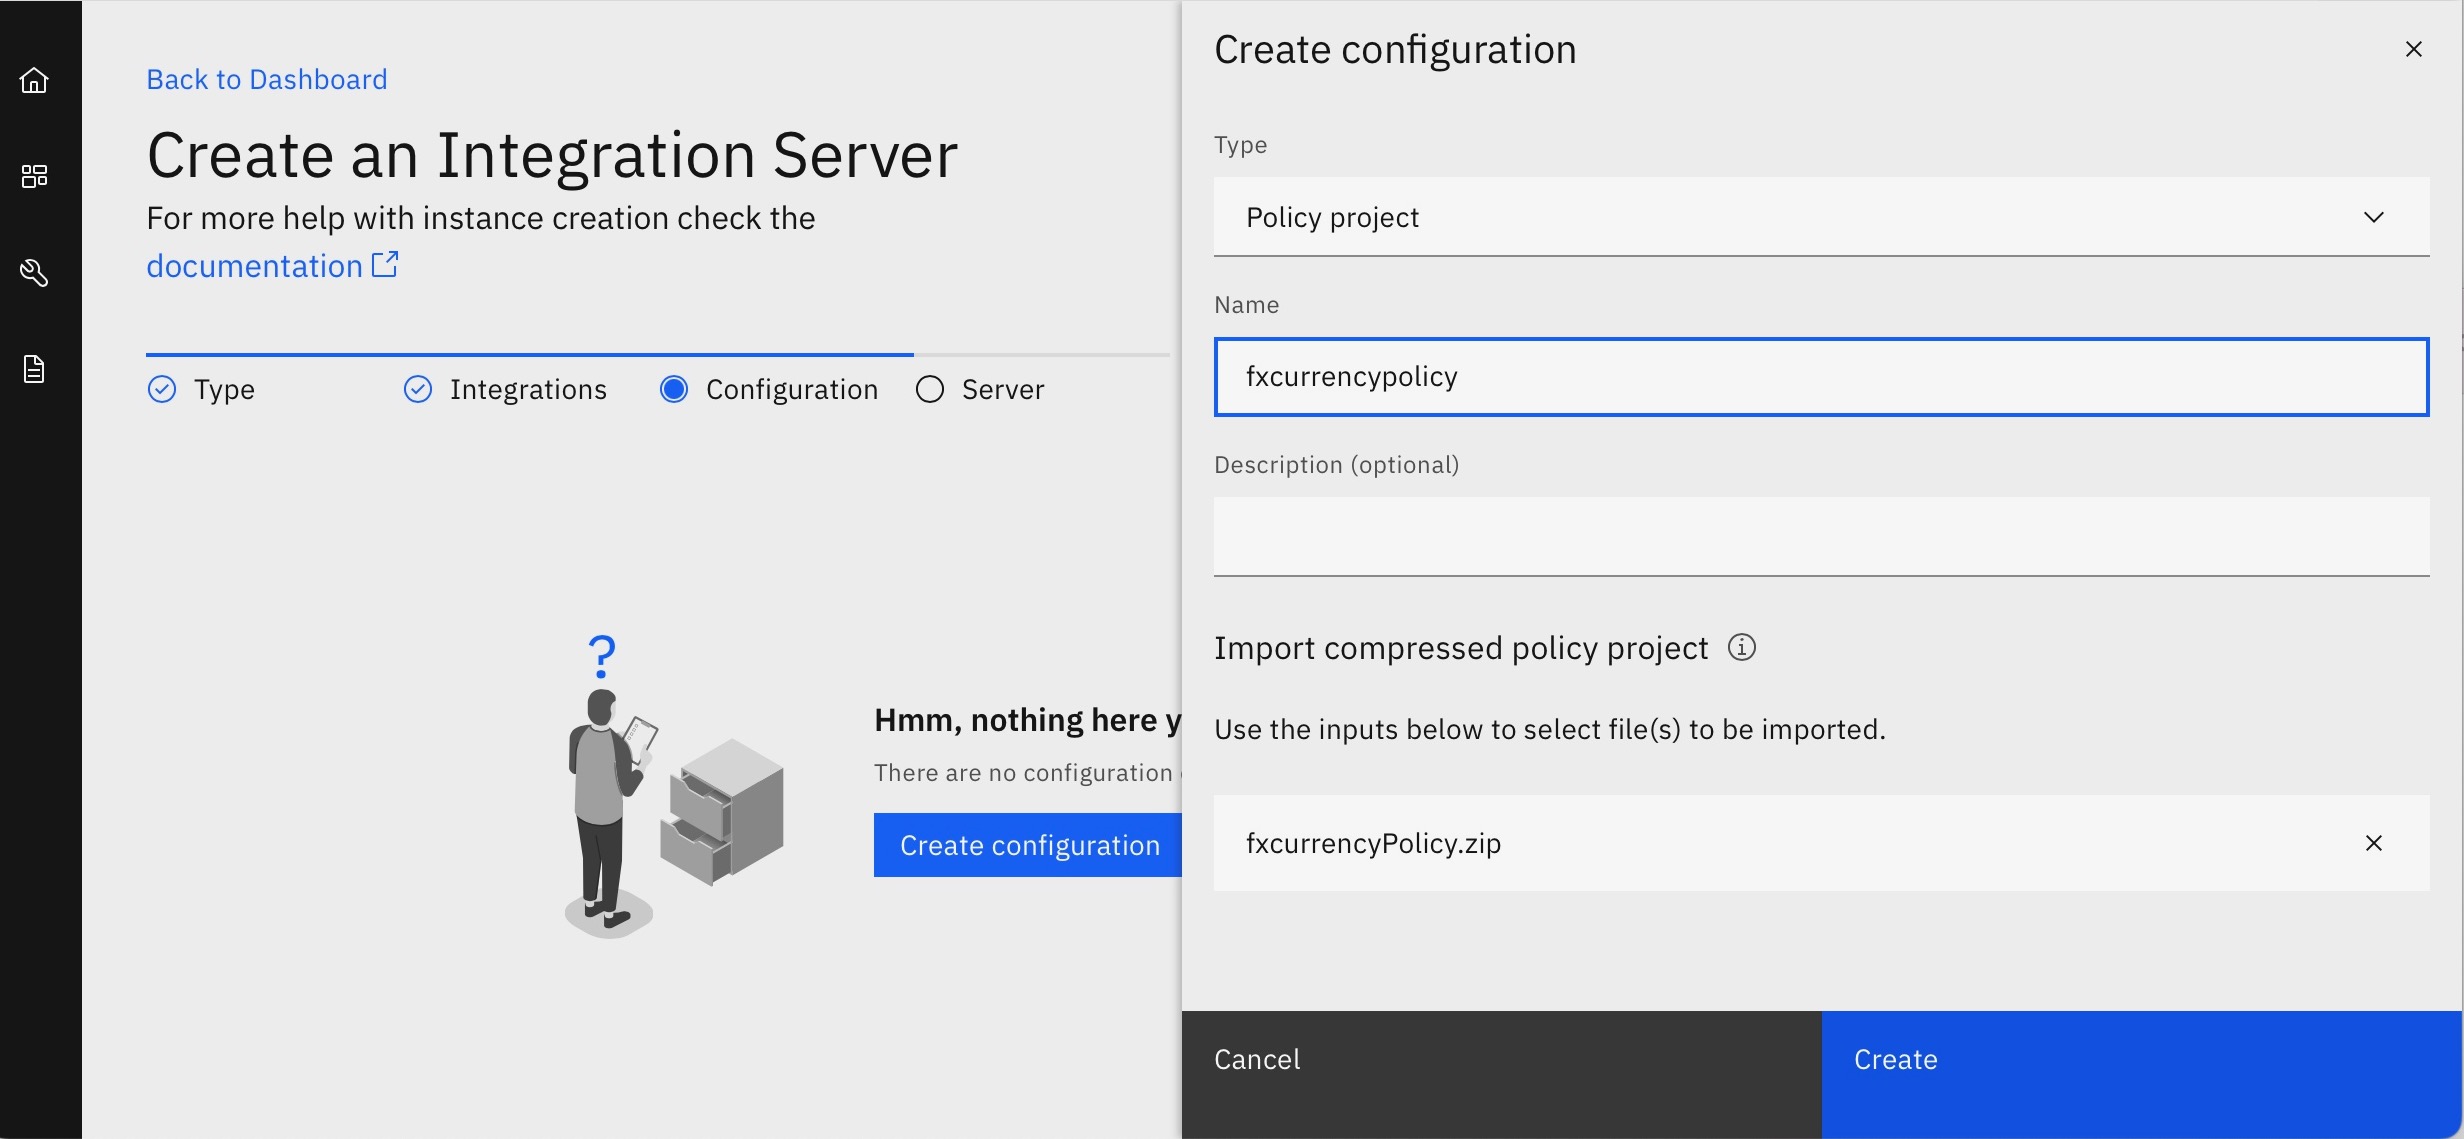 Back to Dashboard
Create an Integration Server
For more help with instance creation check the
documentation
Type
Integrations
Configuration
Server
?
Hmm, nothing here y
There are no configuration
Create configuration
Create configuration
Type
Policy project
Name
fxcurrencypolicy
Description (optional)
Import compressed policy project
Use the inputs below to select file(s) to be imported.
fxcurrencyPolicy.zip
Cancel
Create